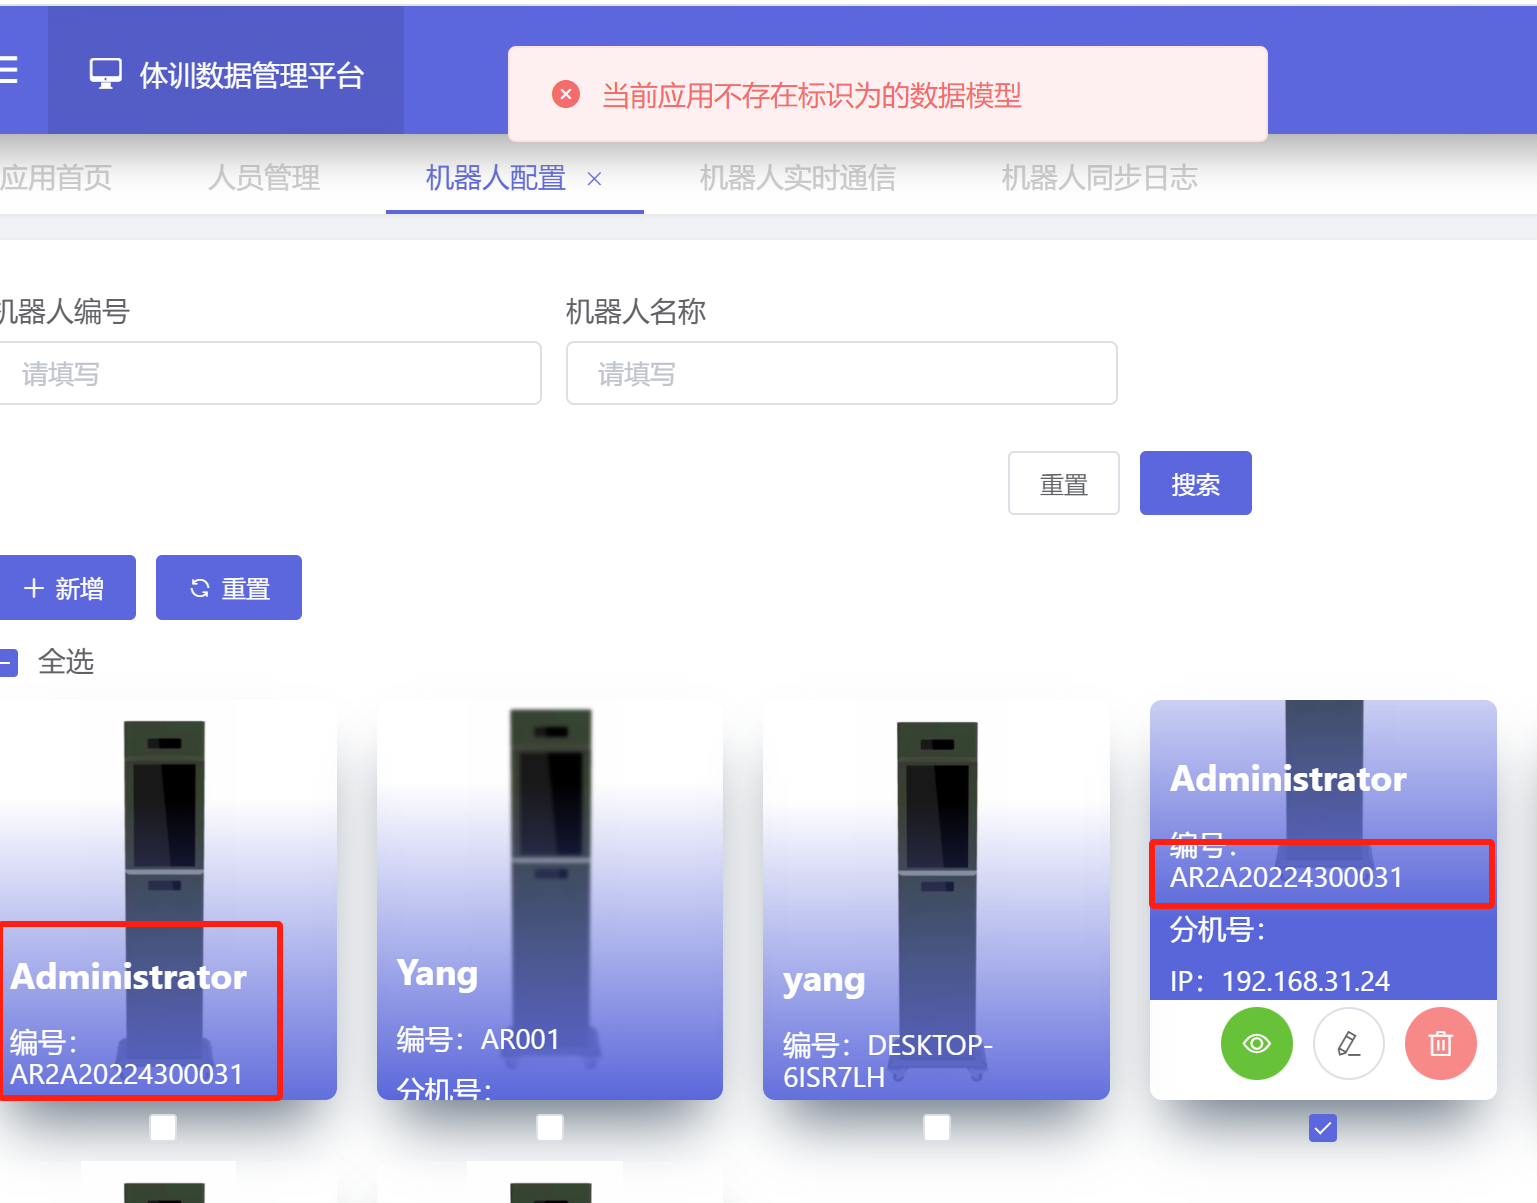 体训数据管理平台
当前应用不存在标识为的数据模型
应用首页
人员管理
机器人配置
机器人实时通信
机器人同步日志
机器人编号
机器人名称
请填写
请填写
重置
搜索
新增
重置
全选
Administrator
编号：
AR2A20224300031
Yang
编号：AR001
分机号：
yang
编号：DESKTOP-
6ISR7LH
Administrator
编号：
AR2A20224300031
分机号：
IP：192.168.31.24